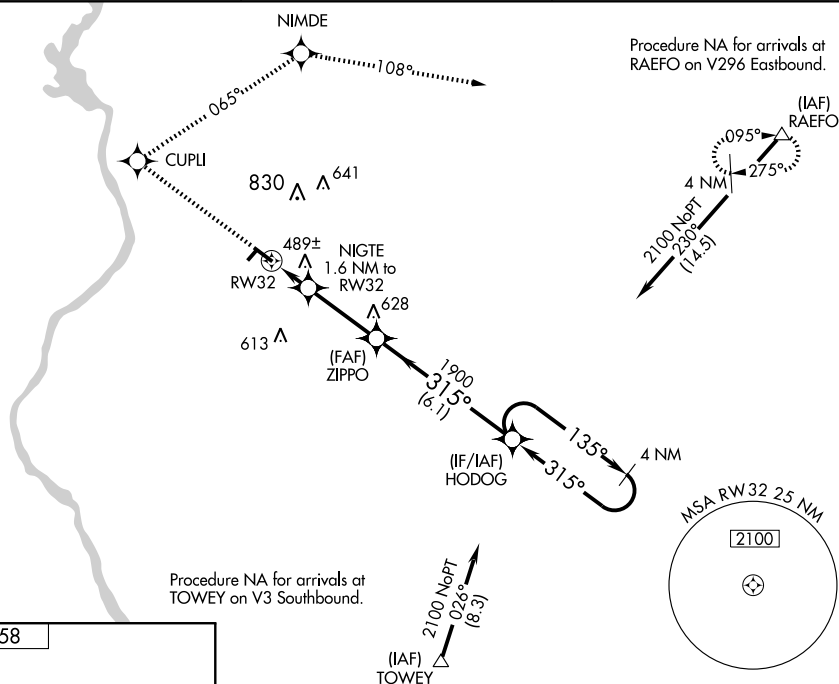 NIMDE
108°
065°
Procedure NA for arrivals at
RAEFO on V296 Eastbound.
(IAF)
RAEFO
095°
275°
4 NM
2100 NoPT
230°
(14.5)
CUPLI
830
641
489±
NIGTE
1.6 NM to
RW32
RW32
628
613
(FAF)
ZIPPO
1900
315°
(6.1)
(IF/IAF)
HODOG
135°
315°
4 NM
MSA RW32 25 NM
2100
Procedure NA for arrivals at
TOWEY on V3 Southbound.
2100 NoPT
026°
(8.3)
(IAF)
TOWEY
58